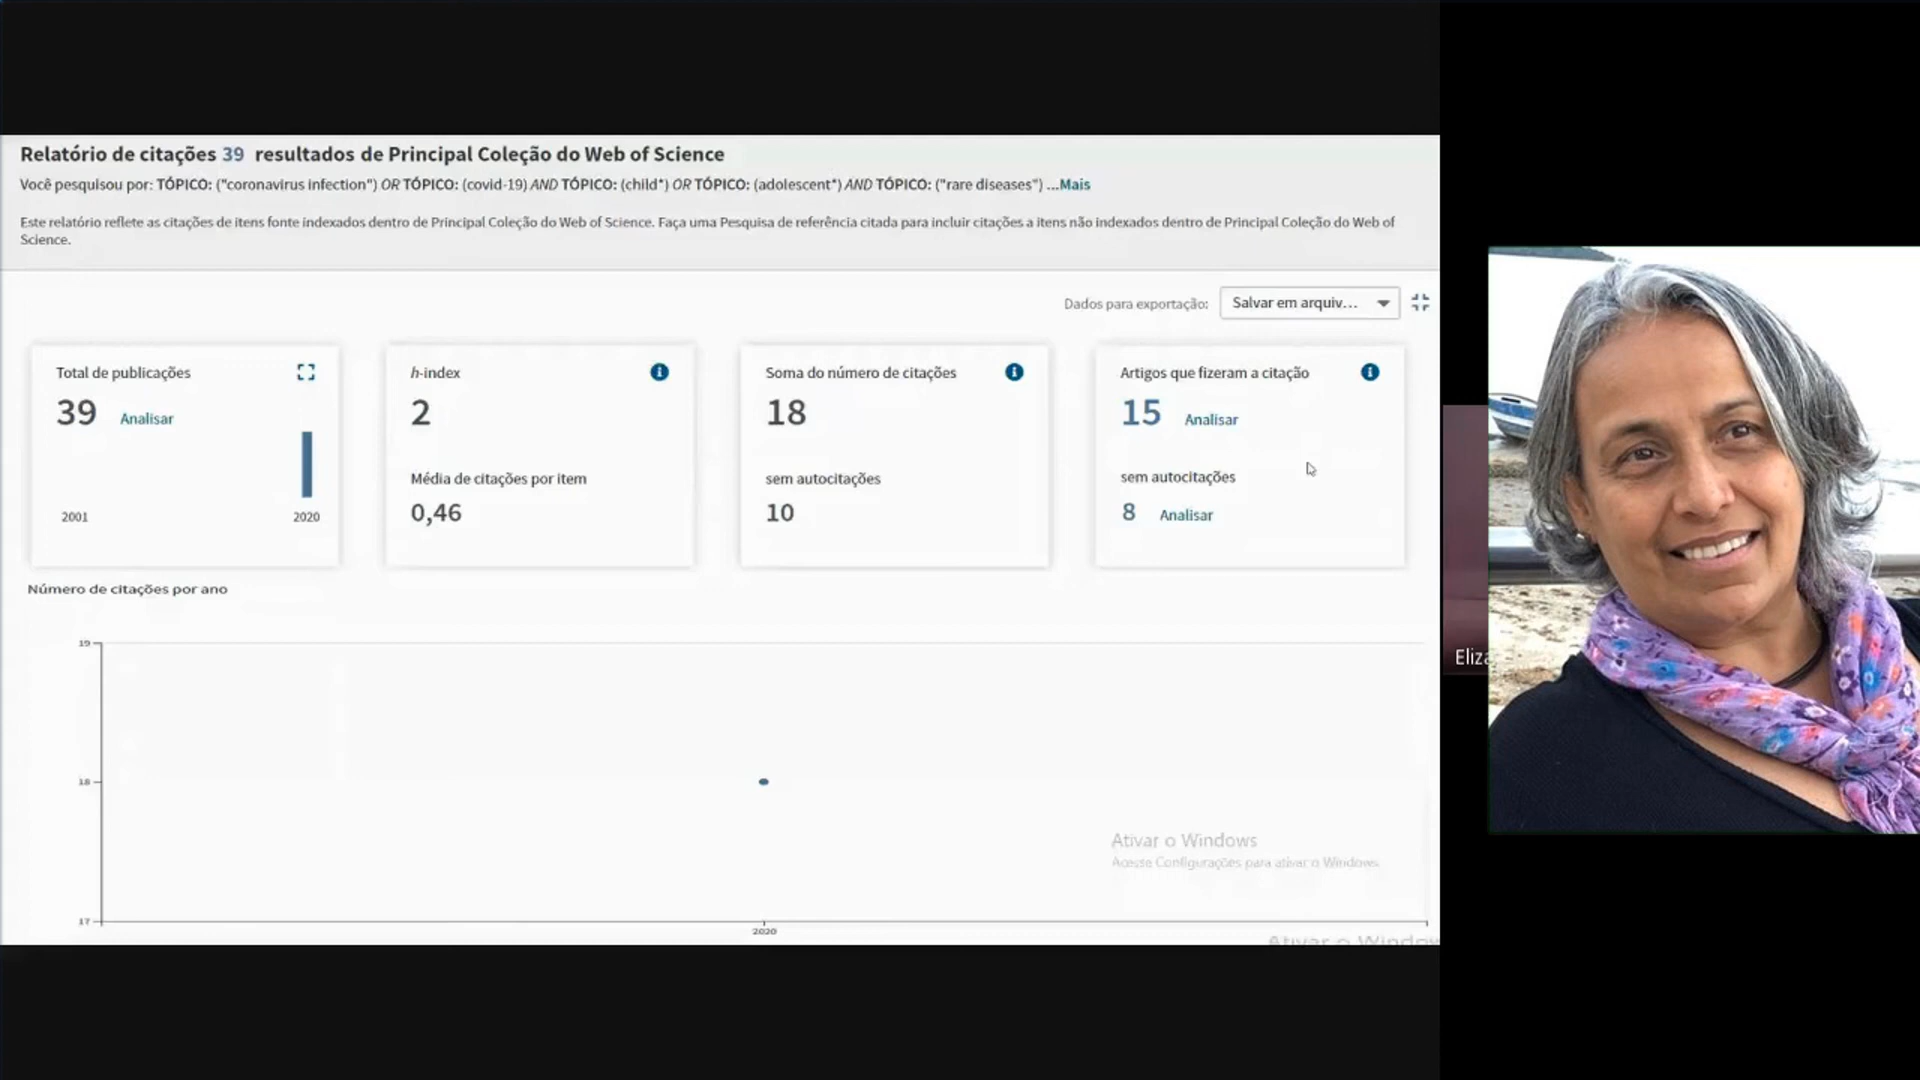 Relatório de citações 39 resultados de Principal Coleção do Web of Science
Você pesquisou por: TÓPICO: ("coronavirus infection") OR TÓPICO: (covid-19) AND TÓPICO: (child*) OR TÓPICO: (adolescent*) AND TÓPICO: ("rare diseases") ...Mais
Este relatório reflete as citações de itens fonte indexados dentro de Principal Coleção do Web of Science. Faça uma Pesquisa de referência citada para incluir citações a itens não indexados dentro de Principal Coleção do Web of
Science.
Dados para exportação: Salvar em arquiv...
Total de publicações
39 Analisar
2001 2020
h-index
2
Média de citações por item
0,46
Soma do número de citações
18
sem autocitações
10
Artigos que fizeram a citação
15 Analisar
sem autocitações
8 Analisar
Número de citações por ano
19
18
17
2020
Ativar o Windows
Acesse Configurações para ativar o Windows.
Ativar o Window
Eliza